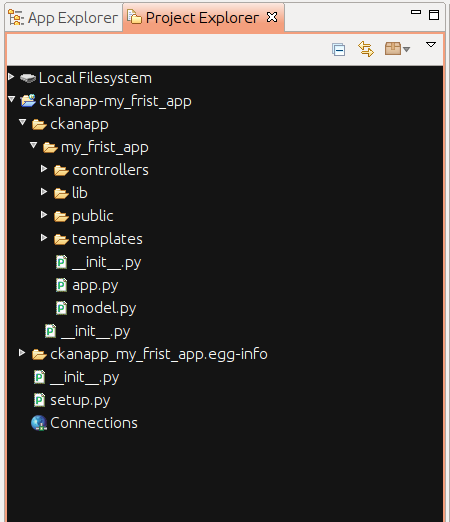 App Explorer Project Explorer
Local Filesystem
ckanapp-my_frist_app
ckanapp
my_frist_app
controllers
lib
public
templates
__init__.py
app.py
model.py
__init__.py
ckanapp_my_frist_app.egg-info
__init__.py
setup.py
Connections